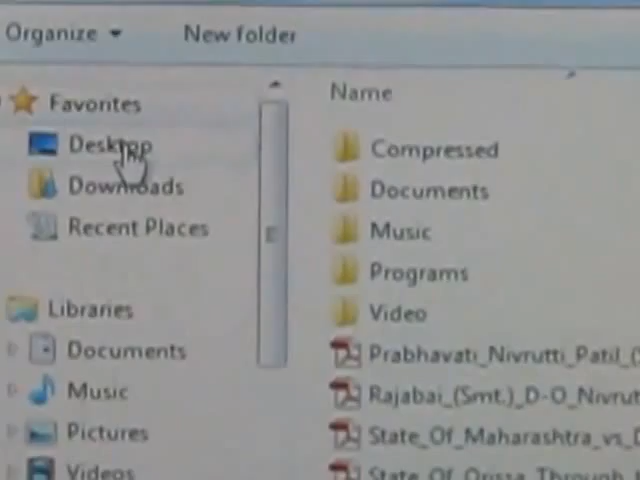 Organize New folder
Favorites
Desktop
Downloads
Recent Places
Libraries
Documents
Music
Pictures
Videos
Name
Compressed
Documents
Music
Programs
Video
Prabhavati_Nivrutti_Patil_(
Rajabai_(Smt.)_D-O_Nivrut
State_Of_Maharashtra_vs_
State_Of_Orissa_Through_